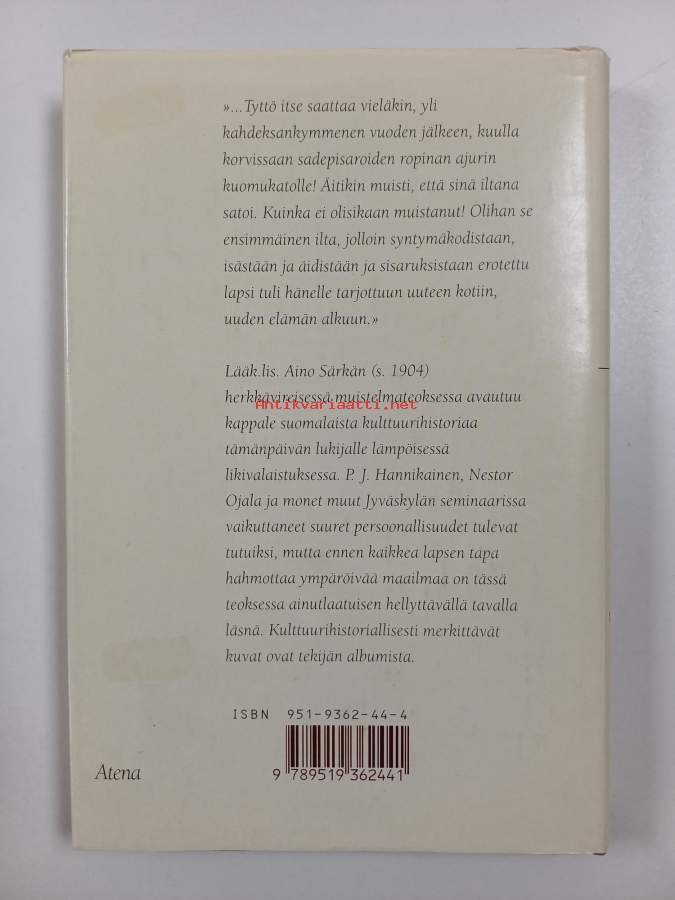 »...Tyttö itse saattaa vieläkin, yli
kahdeksankymmenen vuoden jälkeen, kuulla
korvissaan sadepisaroiden ropinan ajurin
kuomukatolle! Äitikin muisti, että sinä iltana
satoi. Kuinka ei olisikaan muistanut! Olihan se
ensimmäinen ilta, jolloin syntymäkodistaan,
isästään ja äidistään ja sisaruksistaan erotettu
lapsi tuli hänelle tarjottuun uuteen kotiin,
uuden elämän alkuun.»
Lääk.lis. Aino Särkän (s. 1904)
herkkävireisessä muistelmateoksessa avautuu
Antikvariaatti.net
kappale suomalaista kulttuurihistoriaa
tämänpäivän lukijalle lämpöisessä
likivalaistuksessa. P. J. Hannikainen, Nestor
Ojala ja monet muut Jyväskylän seminaarissa
vaikuttaneet suuret persoonallisuudet tulevat
tutuiksi, mutta ennen kaikkea lapsen tapa
hahmottaa ympäröivää maailmaa on tässä
teoksessa ainutlaatuisen hellyttävällä tavalla
läsnä. Kulttuurihistoriallisesti merkittävät
kuvat ovat tekijän albumista.
ISBN 951-9362-44-4
9 789519 362441
Atena